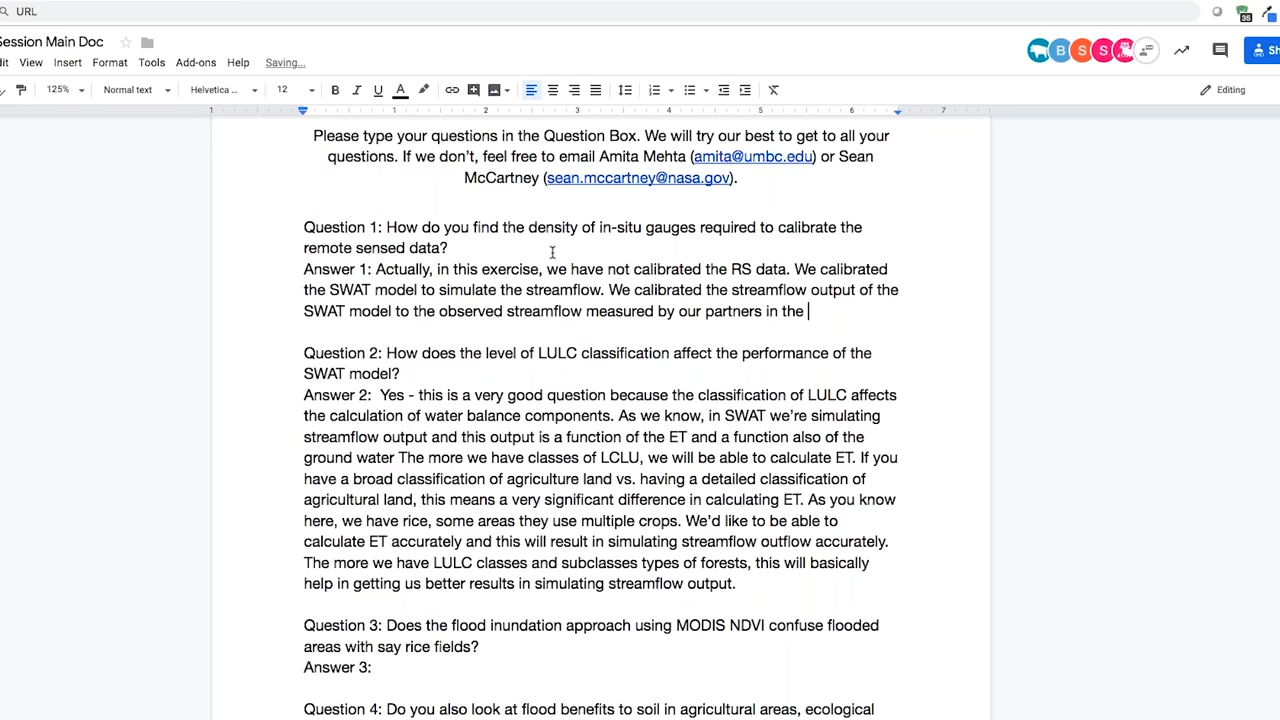 URL
Session Main Doc
dit View Insert Format Tools Add-ons Help Saving...
B S S Sh
125% Normal text Helvetica ... 12 B I U A Editing
1 1 2 3 4 5 6 7
Please type your questions in the Question Box. We will try our best to get to all your
questions. If we don't, feel free to email Amita Mehta (amita@umbc.edu) or Sean
McCartney (sean.mccartney@nasa.gov).
Question 1: How do you find the density of in-situ gauges required to calibrate the
remote sensed data?
Answer 1: Actually, in this exercise, we have not calibrated the RS data. We calibrated
the SWAT model to simulate the streamflow. We calibrated the streamflow output of the
SWAT model to the observed streamflow measured by our partners in the
Question 2: How does the level of LULC classification affect the performance of the
SWAT model?
Answer 2: Yes - this is a very good question because the classification of LULC affects
the calculation of water balance components. As we know, in SWAT we're simulating
streamflow output and this output is a function of the ET and a function also of the
ground water The more we have classes of LCLU, we will be able to calculate ET. If you
have a broad classification of agriculture land vs. having a detailed classification of
agricultural land, this means a very significant difference in calculating ET. As you know
here, we have rice, some areas they use multiple crops. We'd like to be able to
calculate ET accurately and this will result in simulating streamflow outflow accurately.
The more we have LULC classes and subclasses types of forests, this will basically
help in getting us better results in simulating streamflow output.
Question 3: Does the flood inundation approach using MODIS NDVI confuse flooded
areas with say rice fields?
Answer 3:
Question 4: Do you also look at flood benefits to soil in agricultural areas, ecological